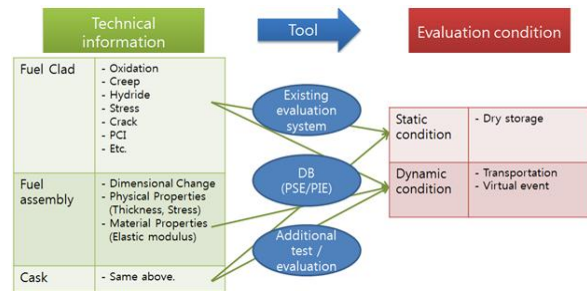 Technical
information
Tool
Evaluation condition
Fuel Clad
- Oxidation
- Creep
- Hydride
- Stress
- Crack
- PCI
- Etc.
Fuel
assembly
- Dimensional Change
- Physical Properties
(Thickness, Stress)
- Material Properties
(Elastic modulus)
Cask
- Same above.
Existing
evaluation
system
DB
(PSE/PIE)
Additional
test /
evaluation
Static
condition
- Dry storage
Dynamic
condition
- Transportation
- Virtual event